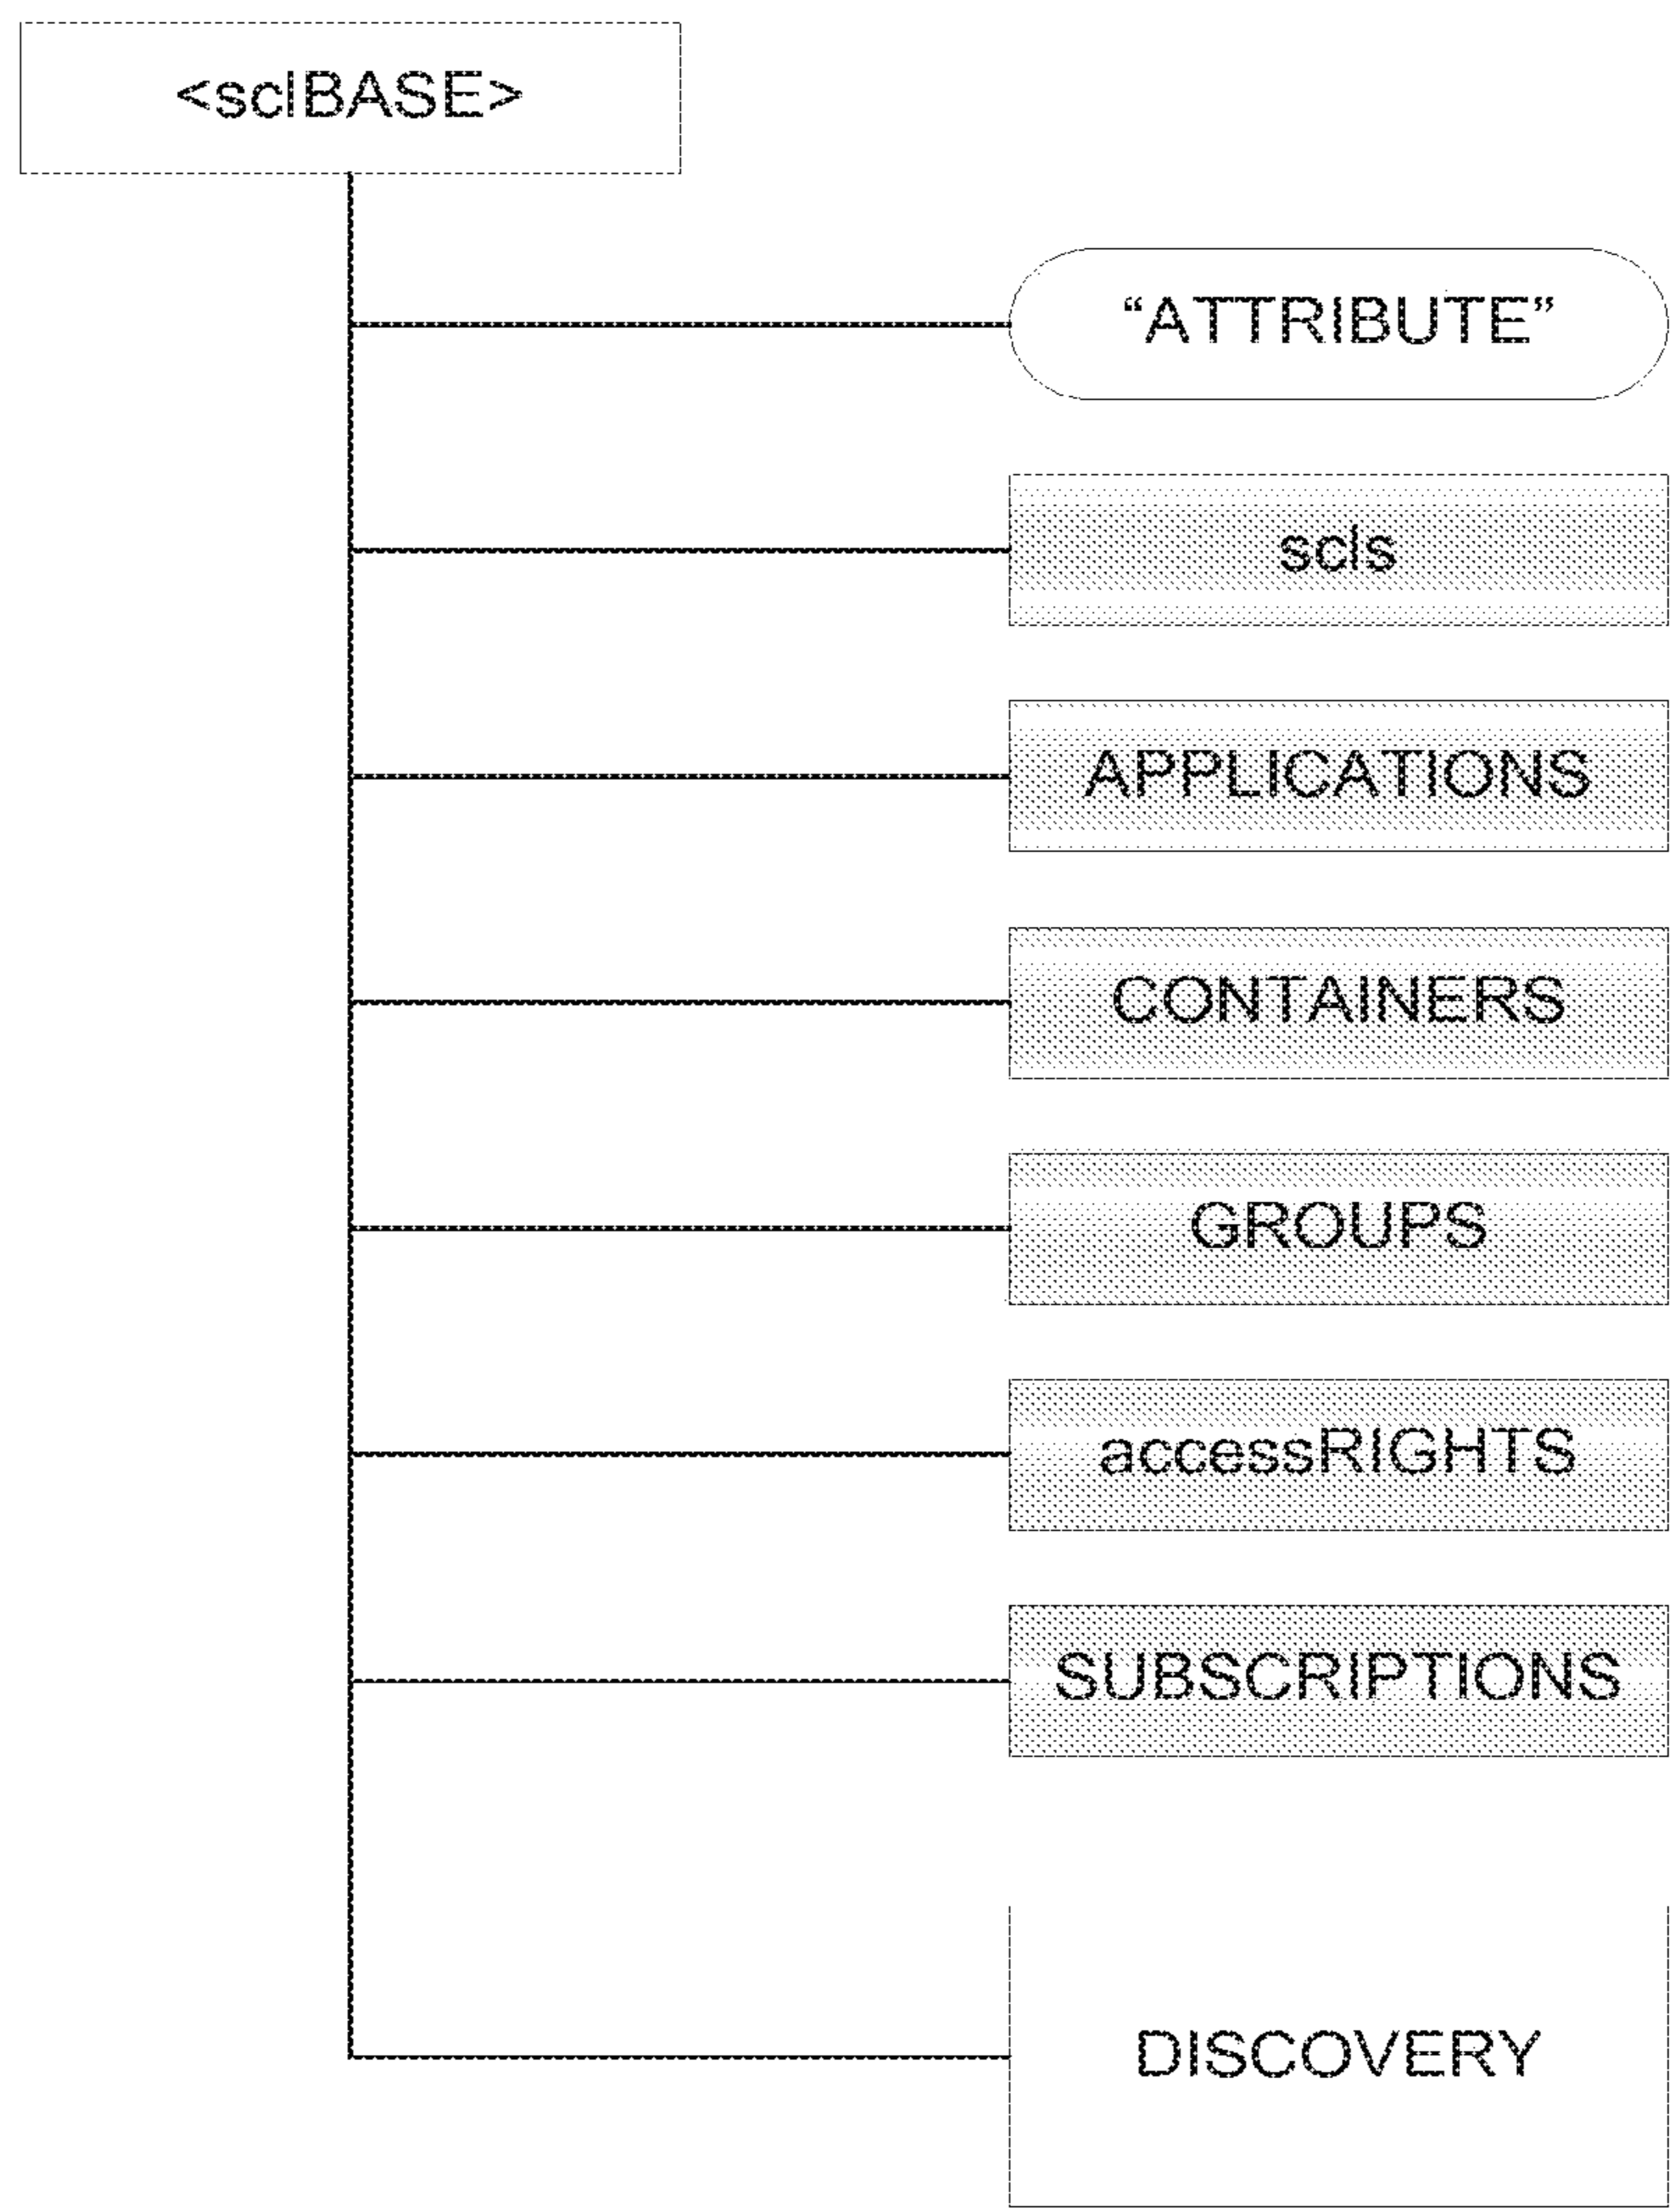 <sclBASE>
“ATTRIBUTE”
scls
APPLICATIONS
CONTAINERS
GROUPS
accessRIGHTS
SUBSCRIPTIONS
DISCOVERY